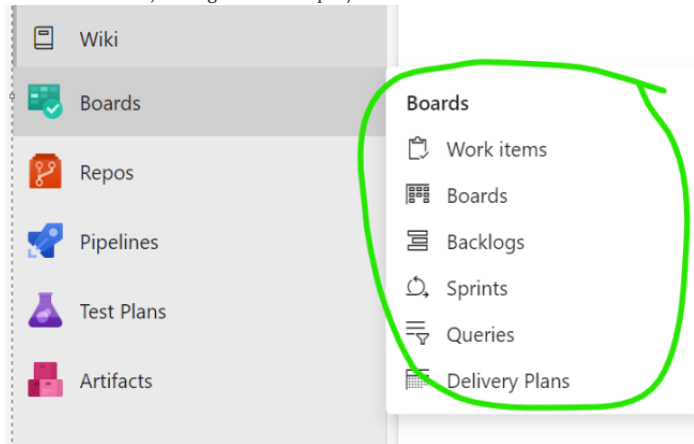 Wiki
Boards
Repos
Pipelines
Test Plans
Artifacts
Boards
Work items
Boards
Backlogs
Sprints
Queries
Delivery Plans